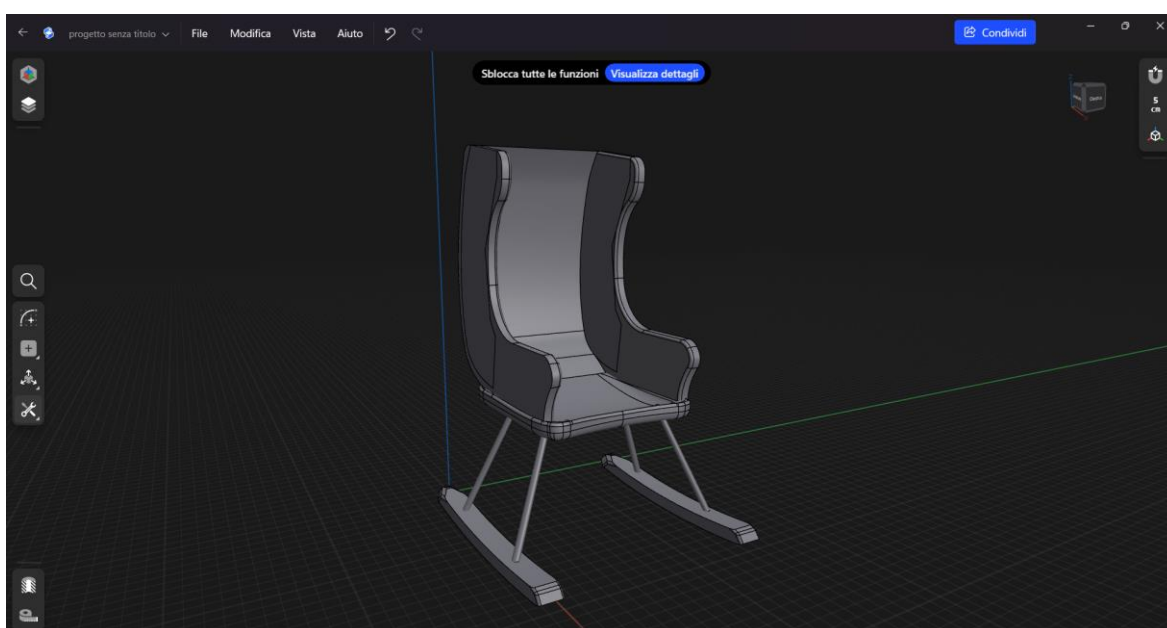 progetto senza titolo File Modifica Vista Aiuto Condividi
Sblocca tutte le funzioni Visualizza dettagli
5
cm